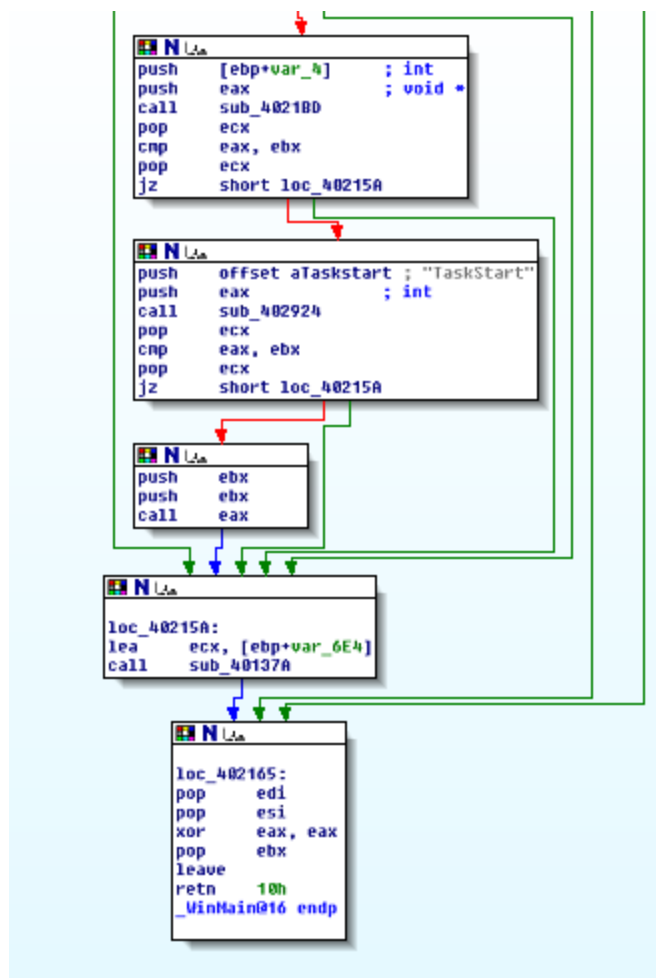 push [ebp+var_4] ; int
push eax ; void *
call sub_4021BD
pop ecx
cmp eax, ebx
pop ecx
jz short loc_40215A
push offset aTaskstart ; "TaskStart"
push eax ; int
call sub_402924
pop ecx
cmp eax, ebx
pop ecx
jz short loc_40215A
push ebx
push ebx
call eax
loc_40215A:
lea ecx, [ebp+var_6E4]
call sub_40137A
loc_402165:
pop edi
pop esi
xor eax, eax
pop ebx
leave
retn 10h
_WinMain@16 endp